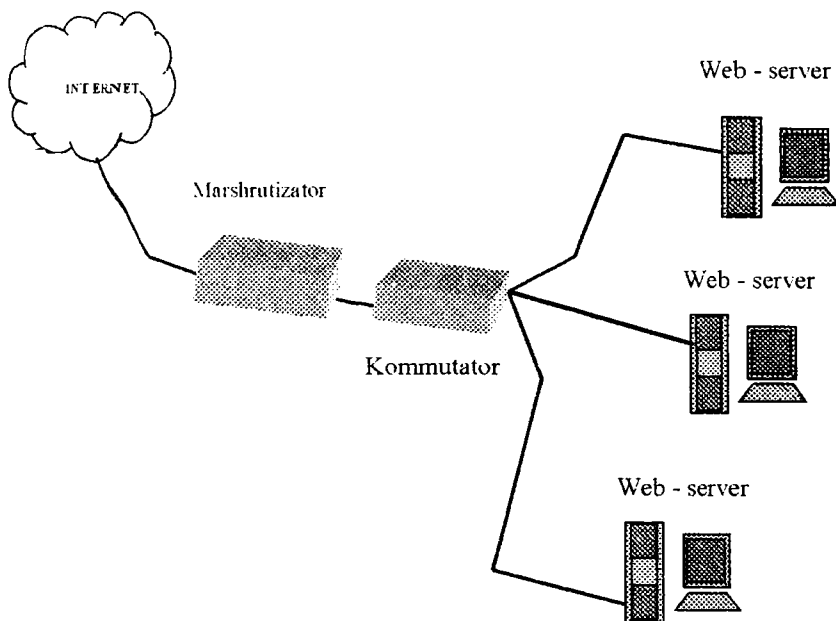 INTERNET
Web - server
Marshrutizator
Web - server
Kommutator
Web - server